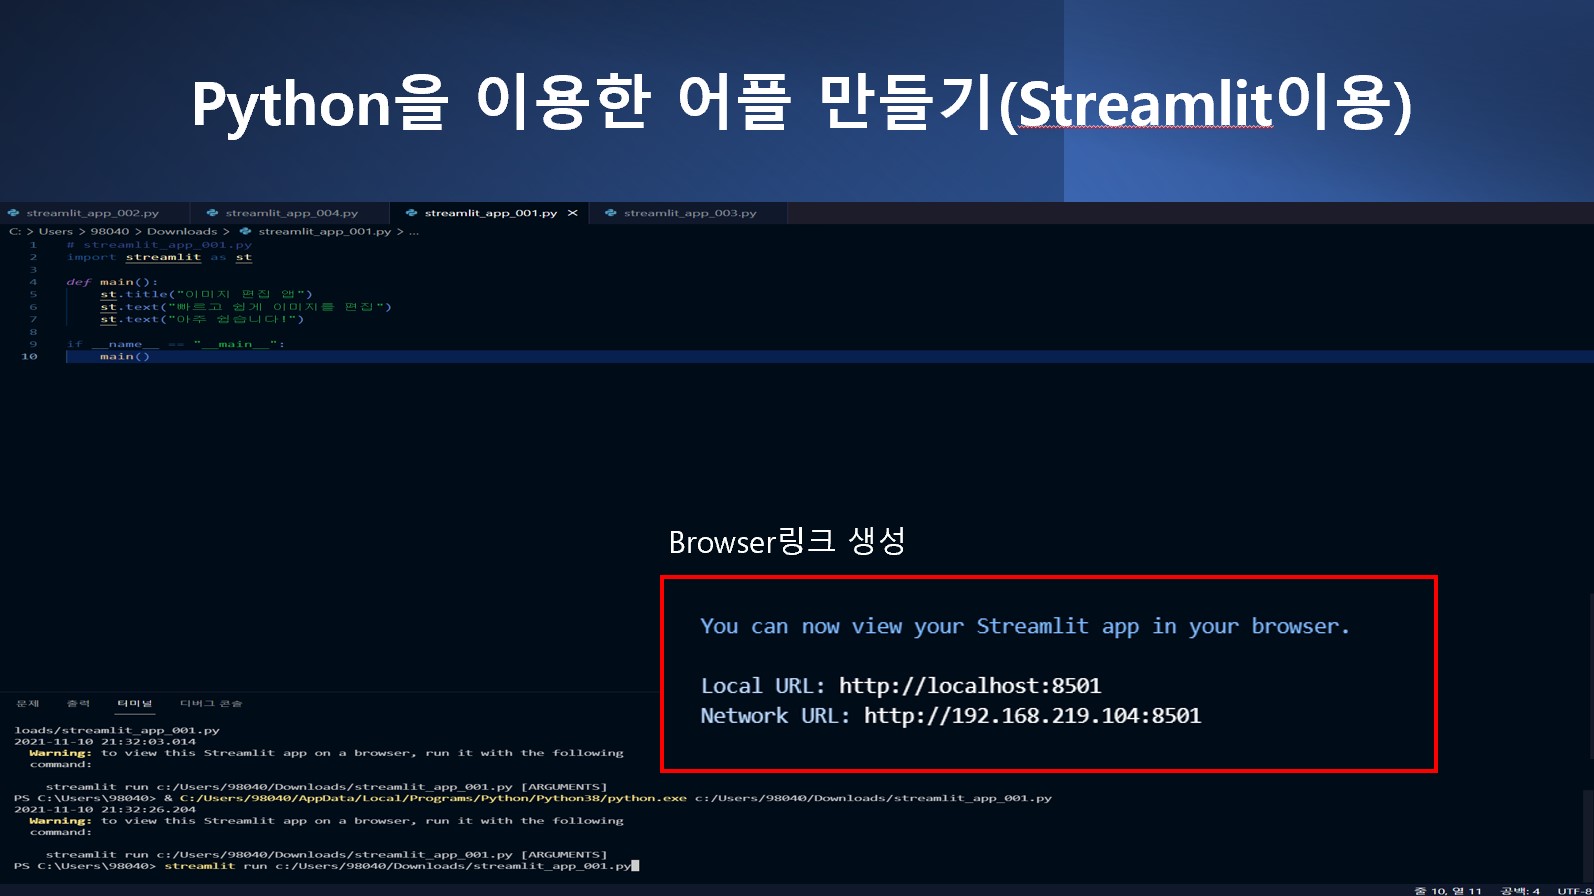 Python을 이용한 어플 만들기(Streamlit이용)
streamlit_app_002.py streamlit_app_004.py streamlit_app_001.py × streamlit_app_003.py
C: > Users > 98040 > Downloads > streamlit_app_001.py > ...
1 # streamlit_app_001.py
2 import streamlit as st
3
4 def main():
5 st.title("이미지 편집 앱")
6 st.text("빠르고 쉽게 이미지를 편집")
7 st.text("아주 쉽습니다!")
8
9 if __name__ == "__main__":
10 main()
Browser링크 생성
You can now view your Streamlit app in your browser.
Local URL: http://localhost:8501
Network URL: http://192.168.219.104:8501
문제 출력 터미널 디버그 콘솔
loads/streamlit_app_001.py
2021-11-10 21:32:03.014
Warning: to view this Streamlit app on a browser, run it with the following
command:
streamlit run c:/Users/98040/Downloads/streamlit_app_001.py [ARGUMENTS]
PS C:\Users\98040> & C:/Users/98040/AppData/Local/Programs/Python/Python38/python.exe c:/Users/98040/Downloads/streamlit_app_001.py
2021-11-10 21:32:26.204
Warning: to view this Streamlit app on a browser, run it with the following
command:
streamlit run c:/Users/98040/Downloads/streamlit_app_001.py [ARGUMENTS]
PS C:\Users\98040> streamlit run c:/Users/98040/Downloads/streamlit_app_001.py
줄 10, 열 11 공백: 4 UTF-8